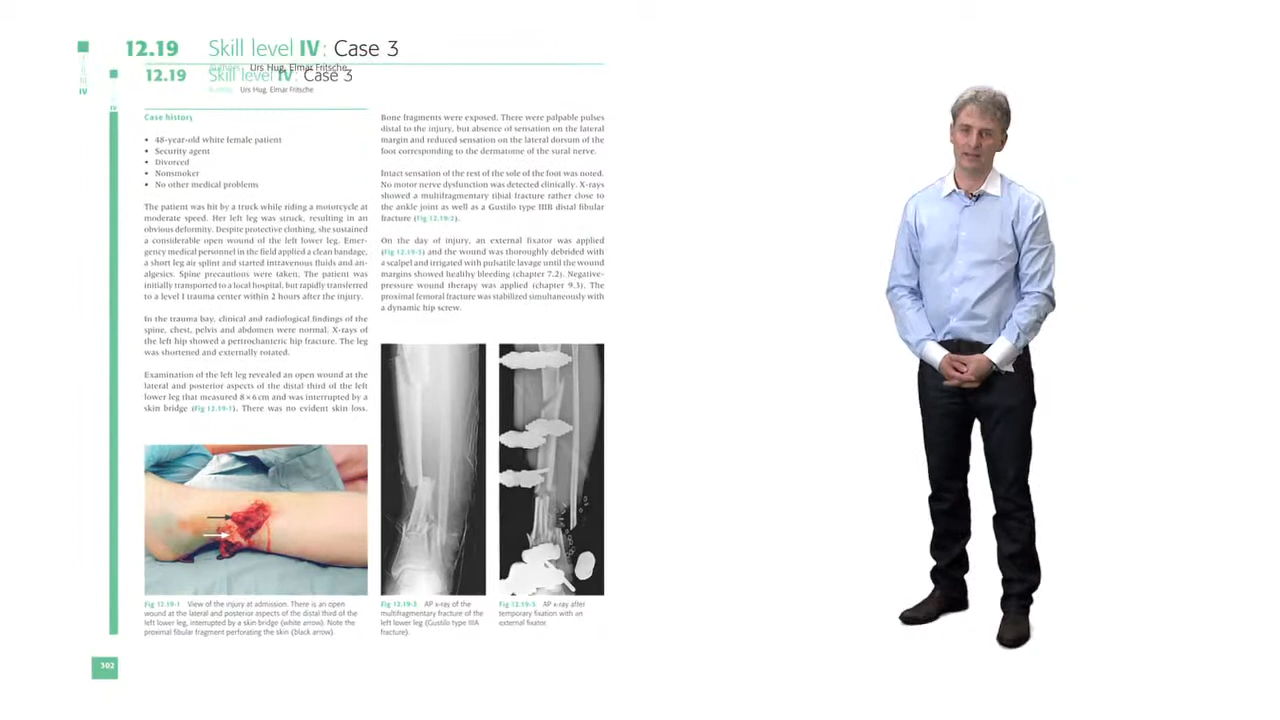 12.19 Skill level IV: Case 3
Urs Hug, Elmar Fritsche
IV
12.19 Skill level IV: Case 3
Urs Hug, Elmar Fritsche
Case history
• 48-year-old white female patient
• Security agent
• Divorced
• Nonsmoker
• No other medical problems
The patient was hit by a truck while riding a motorcycle at
moderate speed. Her left leg was struck, resulting in an
obvious deformity. Despite protective clothing, she sustained
a considerable open wound of the left lower leg. Emer-
gency medical personnel in the field applied a clean bandage,
a short leg air splint and started intravenous fluids and an-
algesics. Spine precautions were taken. The patient was
initially transported to a local hospital, but rapidly transferred
to a level I trauma center within 2 hours after the injury.
In the trauma bay, clinical and radiological findings of the
spine, chest, pelvis and abdomen were normal. X-rays of
the left hip showed a pertrochanteric hip fracture. The leg
was shortened and externally rotated.
Examination of the left leg revealed an open wound at the
lateral and posterior aspects of the distal third of the left
lower leg that measured 8×6 cm and was interrupted by a
skin bridge (Fig 12.19-1). There was no evident skin loss.
Fig 12.19-1 View of the injury at admission. There is an open
wound at the lateral and posterior aspects of the distal third of the
left lower leg, interrupted by a skin bridge (white arrow). Note the
proximal fibular fragment perforating the skin (black arrow).
Bone fragments were exposed. There were palpable pulses
distal to the injury, but absence of sensation on the lateral
margin and reduced sensation on the lateral dorsum of the
foot corresponding to the dermatome of the sural nerve.
Intact sensation of the rest of the sole of the foot was noted.
No motor nerve dysfunction was detected clinically. X-rays
showed a multifragmentary tibial fracture rather close to
the ankle joint as well as a Gustilo type IIIB distal fibular
fracture (Fig 12.19-2).
On the day of injury, an external fixator was applied
(Fig 12.19-3) and the wound was thoroughly debrided with
a scalpel and irrigated with pulsatile lavage until the wound
margins showed healthy bleeding (chapter 7.2). Negative-
pressure wound therapy was applied (chapter 9.3). The
proximal femoral fracture was stabilized simultaneously with
a dynamic hip screw.
Fig 12.19-2 AP x-ray of the
multifragmentary fracture of the
left lower leg (Gustilo type IIIA
fracture).
Fig 12.19-3 AP x-ray after
temporary fixation with an
external fixator.
302